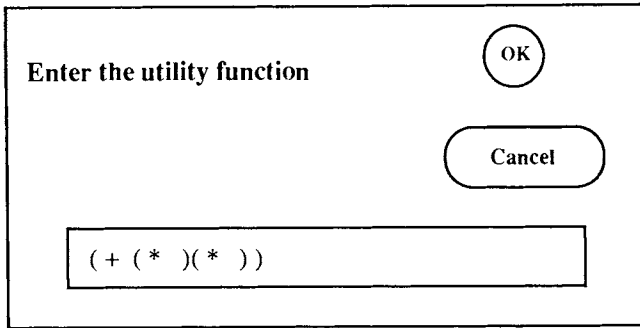 Enter the utility function
OK
Cancel
( + ( * )( * ) )